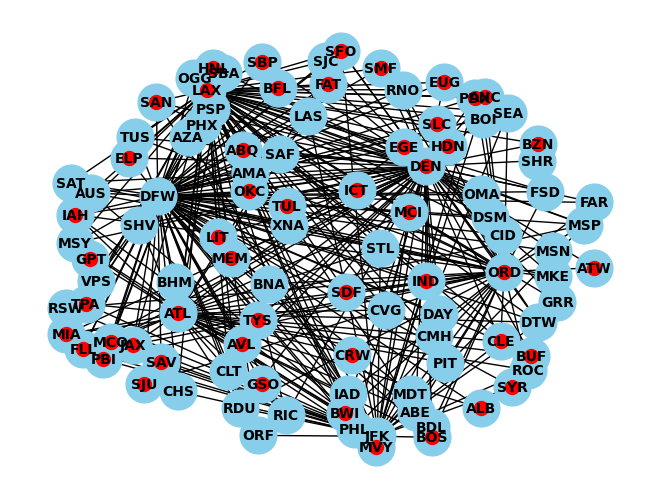 SFO
HNL
SBA
SBP
SJC
SMF
OGG
LAX
BFL
FAT
RNO
EUG
SAN
PSP
LAS
BOI
SEA
TUS
PHX
AZA
SLC
ELP
ABQ
SAF
EGE
HDN
BZN
DEN
SHR
SAT
AUS
AMA
OKC
ICT
OMA
FSD
DFW
TUL
MCI
FAR
IAH
SHV
XNA
DSM
MSP
MSY
LIT
STL
CID
GPT
MEM
MSN
ATW
ORD
VPS
BHM
BNA
IND
MKE
RSW
TPA
ATL
SDF
CVG
DAY
GRR
MIA
TYS
CMH
DTW
FLL
MCO
JAX
AVL
CLE
PBI
SAV
CRW
PIT
BUF
CLT
ROC
SJU
CHS
GSO
SYR
IAD
MDT
RDU
RIC
BWI
ABE
ALB
ORF
PHL
BDL
JFK
BOS
MVY